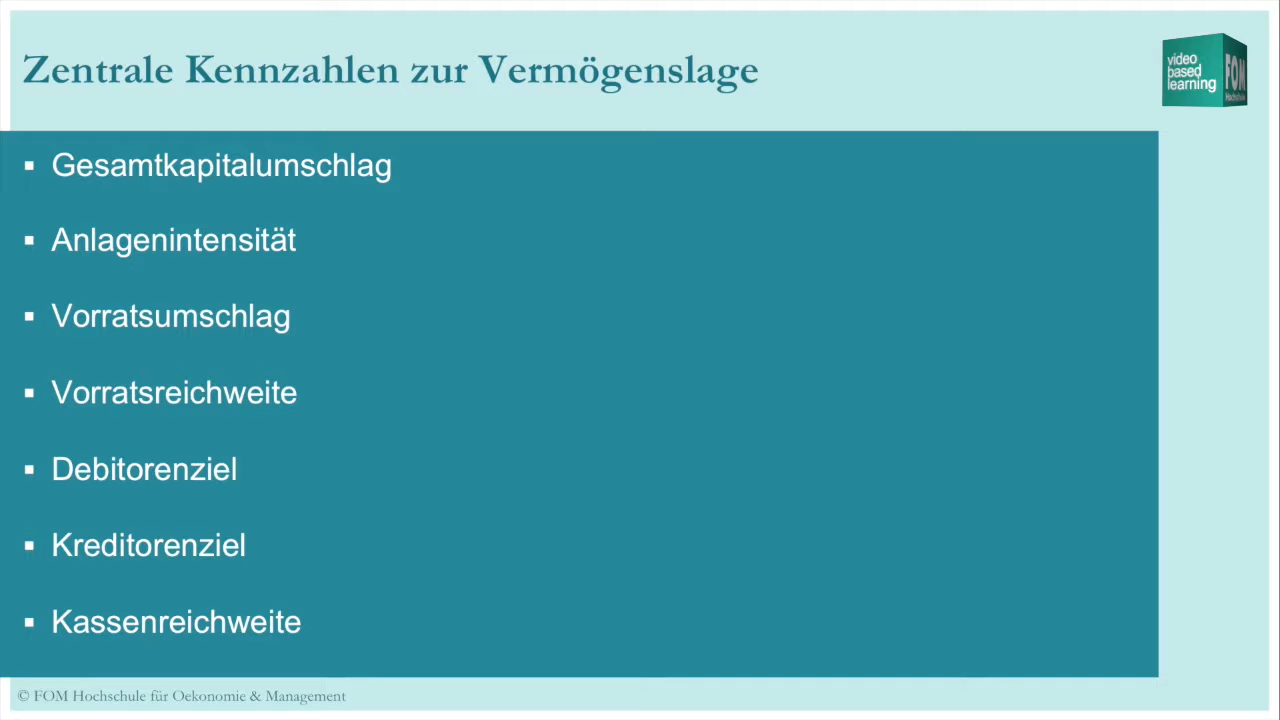 Zentrale Kennzahlen zur Vermögenslage
video
based
learning
FOM
Hochschule
▪ Gesamtkapitalumschlag
▪ Anlagenintensität
▪ Vorratsumschlag
▪ Vorratsreichweite
▪ Debitorenziel
▪ Kreditorenziel
▪ Kassenreichweite
© FOM Hochschule für Oekonomie & Management